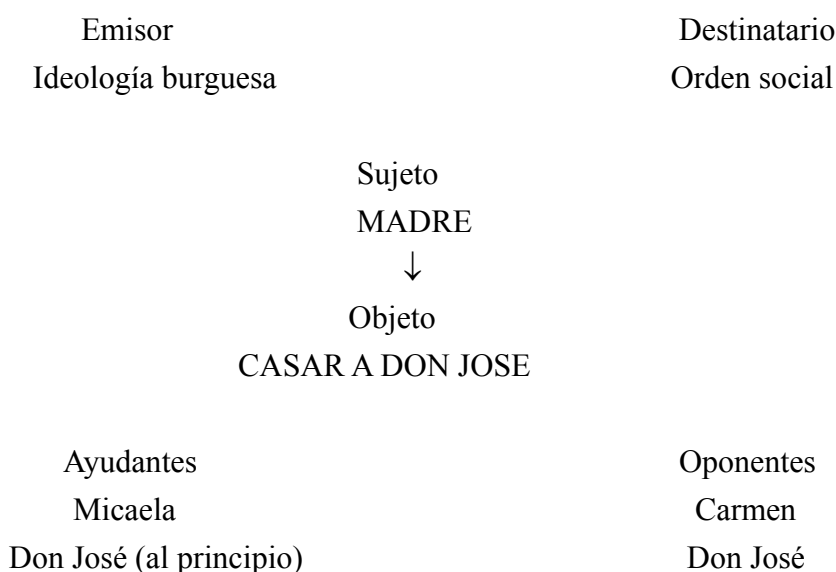 Emisor Destinatario
Ideología burguesa Orden social
Sujeto
MADRE
↓
Objeto
CASAR A DON JOSE
Ayudantes Oponentes
Micaela Carmen
Don José (al principio) Don José